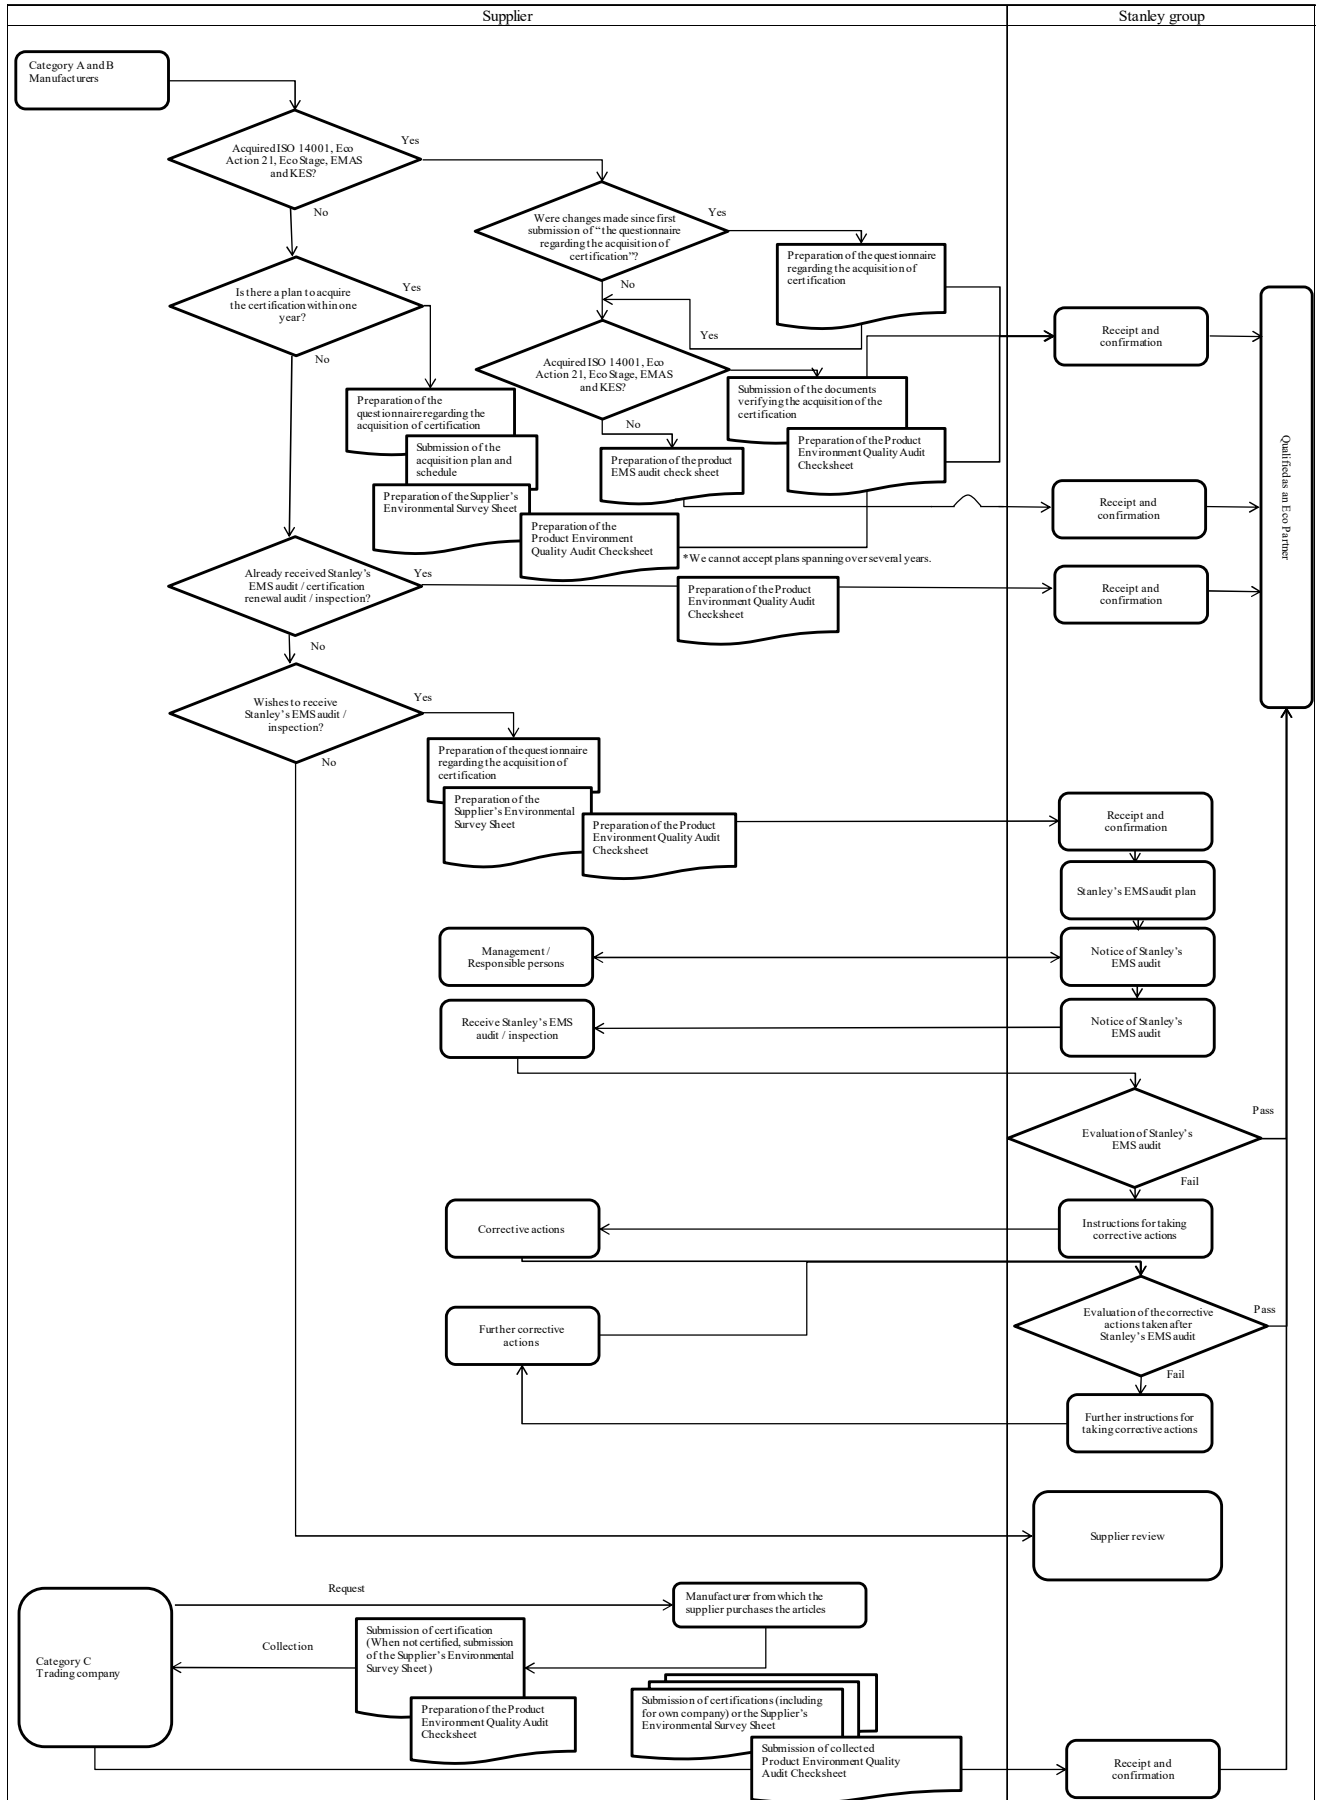 Supplier
Stanley group
Category A and B
Manufacturers
Acquired ISO 14001, Eco
Action 21, Eco Stage, EMAS
and KES?
Yes
No
Were changes made since first
submission of “the questionnaire
regarding the acquisition of
certification”?
Yes
No
Preparation of the questionnaire
regarding the acquisition of
certification
Yes
Is there a plan to acquire
the certification within one
year?
Yes
No
Acquired ISO 14001, Eco
Action 21, Eco Stage, EMAS
and KES?
No
Receipt and
confirmation
Qualified as an Eco Partner
Preparation of the
questionnaire regarding the
acquisition of certification
Submission of the
acquisition plan and
schedule
Preparation of the Supplier’s
Environmental Survey Sheet
Preparation of the
Product Environment
Quality Audit Checksheet
Submission of the documents
verifying the acquisition of the
certification
Preparation of the Product
Environment Quality Audit
Checksheet
Preparation of the product
EMS audit check sheet
Receipt and
confirmation
*We cannot accept plans spanning over several years.
Already received Stanley’s
EMS audit / certification
renewal audit / inspection?
Yes
No
Preparation of the Product
Environment Quality Audit
Checksheet
Receipt and
confirmation
Wishes to receive
Stanley’s EMS audit /
inspection?
Yes
No
Preparation of the questionnaire
regarding the acquisition of
certification
Preparation of the
Supplier’s Environmental
Survey Sheet
Preparation of the Product
Environment Quality Audit
Checksheet
Receipt and
confirmation
Stanley’s EMS audit plan
Management /
Responsible persons
Notice of Stanley’s
EMS audit
Receive Stanley’s EMS
audit / inspection
Notice of Stanley’s
EMS audit
Evaluation of Stanley’s
EMS audit
Pass
Fail
Corrective actions
Instructions for taking
corrective actions
Evaluation of the corrective
actions taken after
Stanley’s EMS audit
Pass
Fail
Further corrective
actions
Further instructions for
taking corrective actions
Supplier review
Category C
Trading company
Request
Manufacturer from which the
supplier purchases the articles
Collection
Submission of certification
(When not certified, submission
of the Supplier’s Environmental
Survey Sheet)
Preparation of the Product
Environment Quality Audit
Checksheet
Submission of certifications (including
for own company) or the Supplier’s
Environmental Survey Sheet
Submission of collected
Product Environment Quality
Audit Checksheet
Receipt and
confirmation